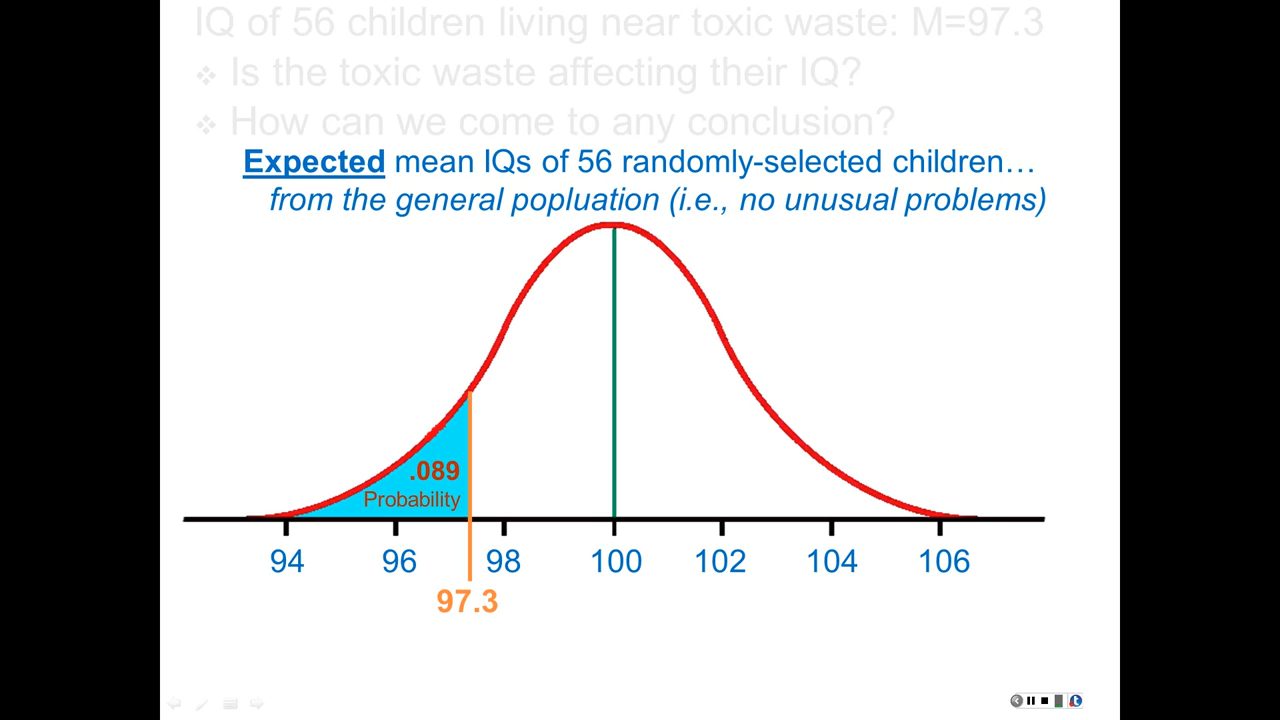 IQ of 56 children living near toxic waste: M=97.3
❖ Is the toxic waste affecting their IQ?
❖ How can we come to any conclusion?
Expected mean IQs of 56 randomly-selected children…
from the general popluation (i.e., no unusual problems)
.089
Probability
94 96 98 100 102 104 106
97.3